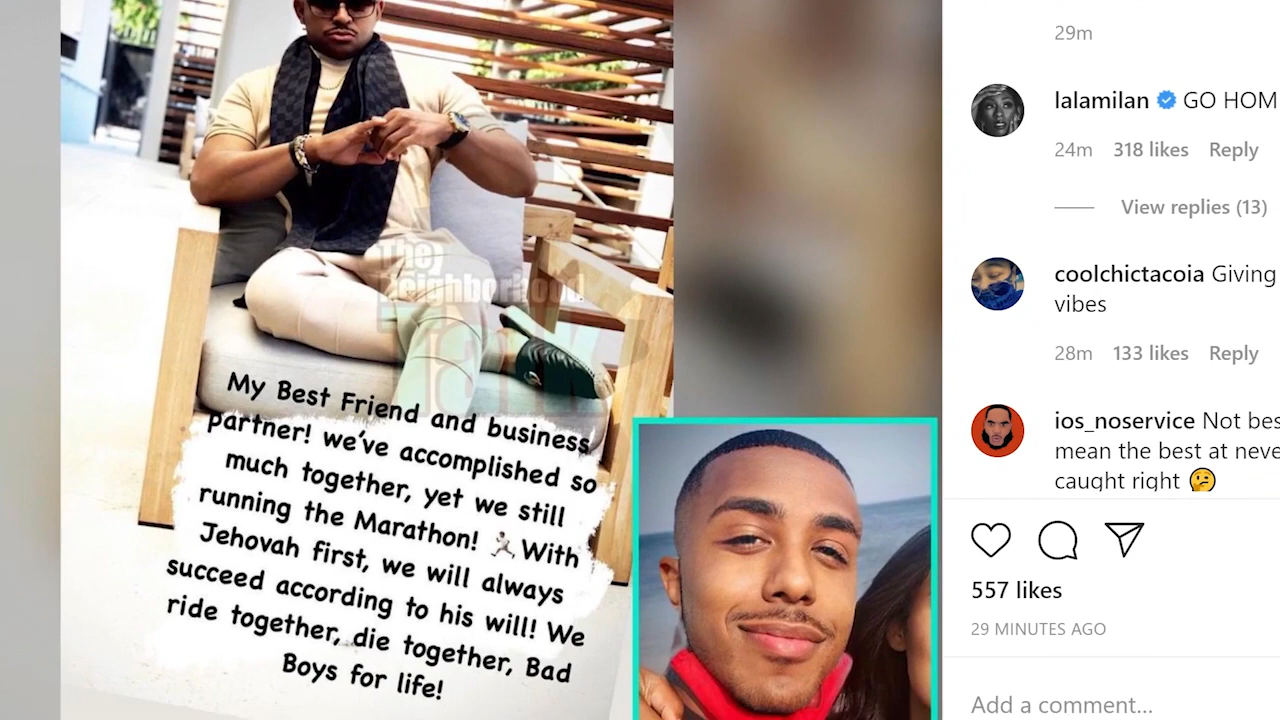 The
Neighborhood
Talk
My Best Friend and business
partner! we've accomplished so
much together, yet we still
running the Marathon! 🏃🏻With
Jehovah first, we will always
succeed according to his will! We
ride together, die together, Bad
Boys for life!
29m
lalamilan GO HOM
24m 318 likes Reply
View replies (13)
coolchictacoia Giving
vibes
28m 133 likes Reply
ios_noservice Not bes
mean the best at neve
caught right 🤔
557 likes
29 MINUTES AGO
Add a comment...